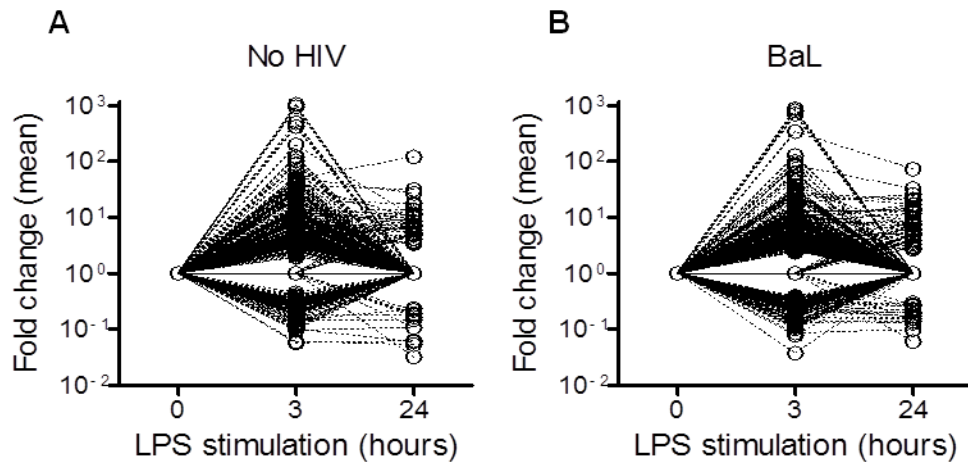 A
No HIV
Fold change (mean)
10³
10²
10¹
10⁰
10⁻¹
10⁻²
0
3
24
LPS stimulation (hours)
B
BaL
Fold change (mean)
10³
10²
10¹
10⁰
10⁻¹
10⁻²
0
3
24
LPS stimulation (hours)